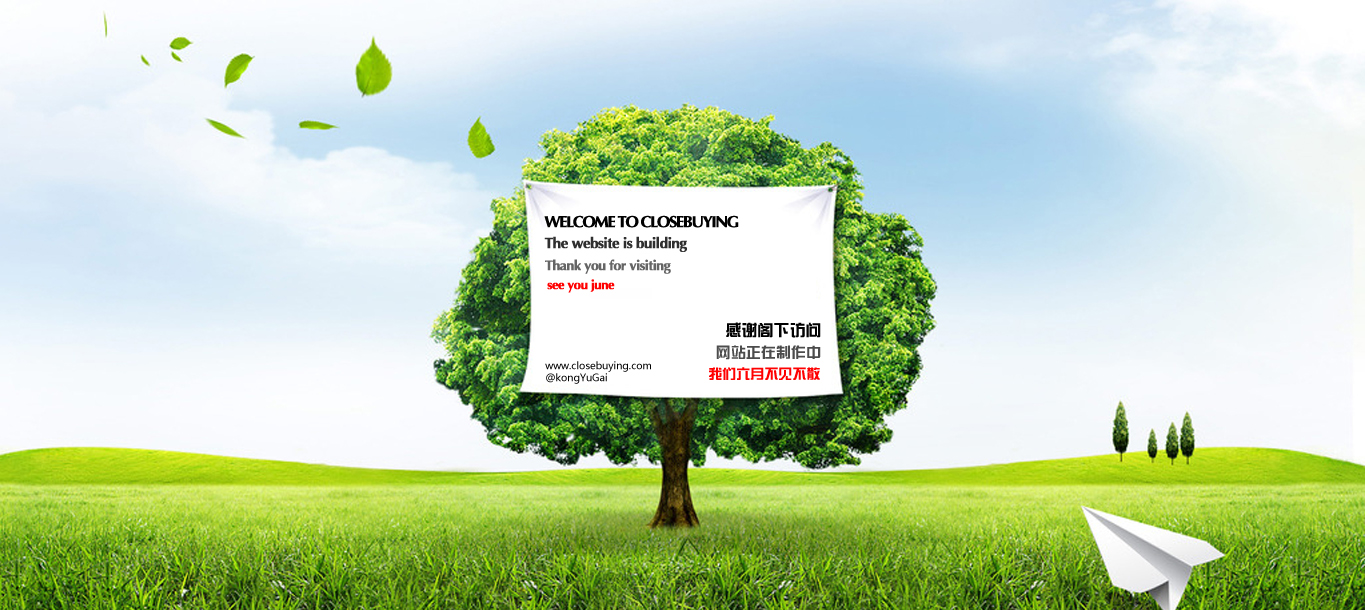 WELCOME TO CLOSEBUYING
The website is building
Thank you for visiting
see you june
感谢阁下访问
网站正在制作中
我们六月不见不散
www.closebuying.com
@kongYuGai